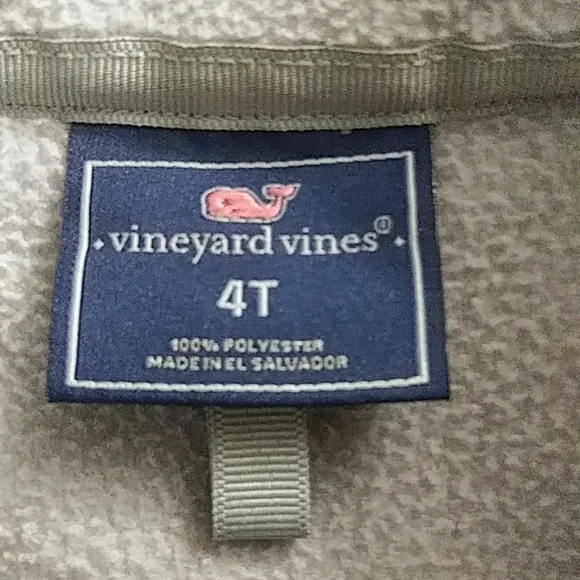 vineyard vines®
4T
100% POLYESTER
MADE IN EL SALVADOR